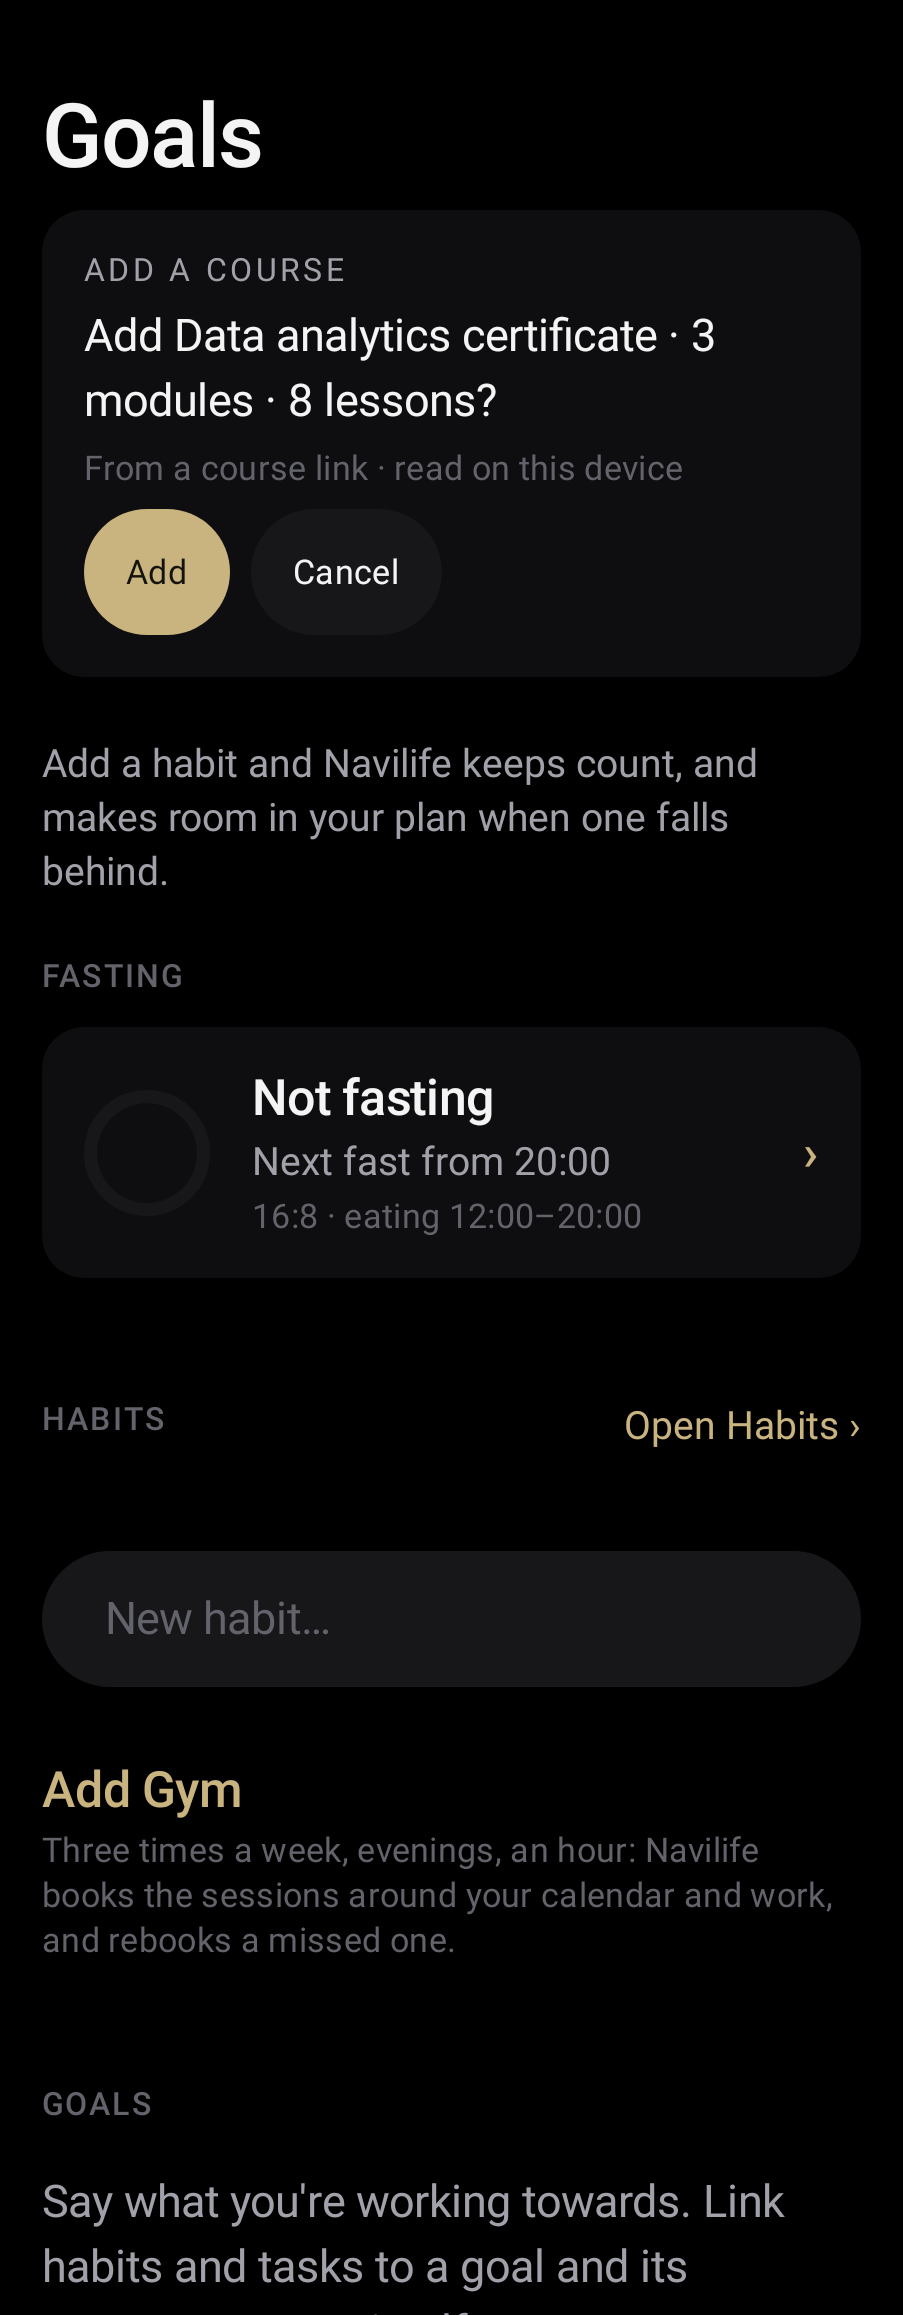 Goals
ADD A COURSE
Add Data analytics certificate · 3
modules · 8 lessons?
From a course link · read on this device
Add
Cancel
Add a habit and Navilife keeps count, and
makes room in your plan when one falls
behind.
FASTING
Not fasting
Next fast from 20:00
16:8 · eating 12:00–20:00
›
HABITS
Open Habits ›
New habit…
Add Gym
Three times a week, evenings, an hour: Navilife
books the sessions around your calendar and work,
and rebooks a missed one.
GOALS
Say what you're working towards. Link
habits and tasks to a goal and its